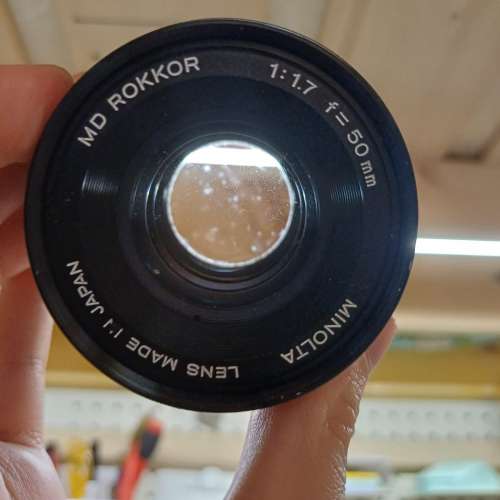 MD ROKKOR 1:1.7 f=50mm
MINOLTA
LENS MADE IN JAPAN